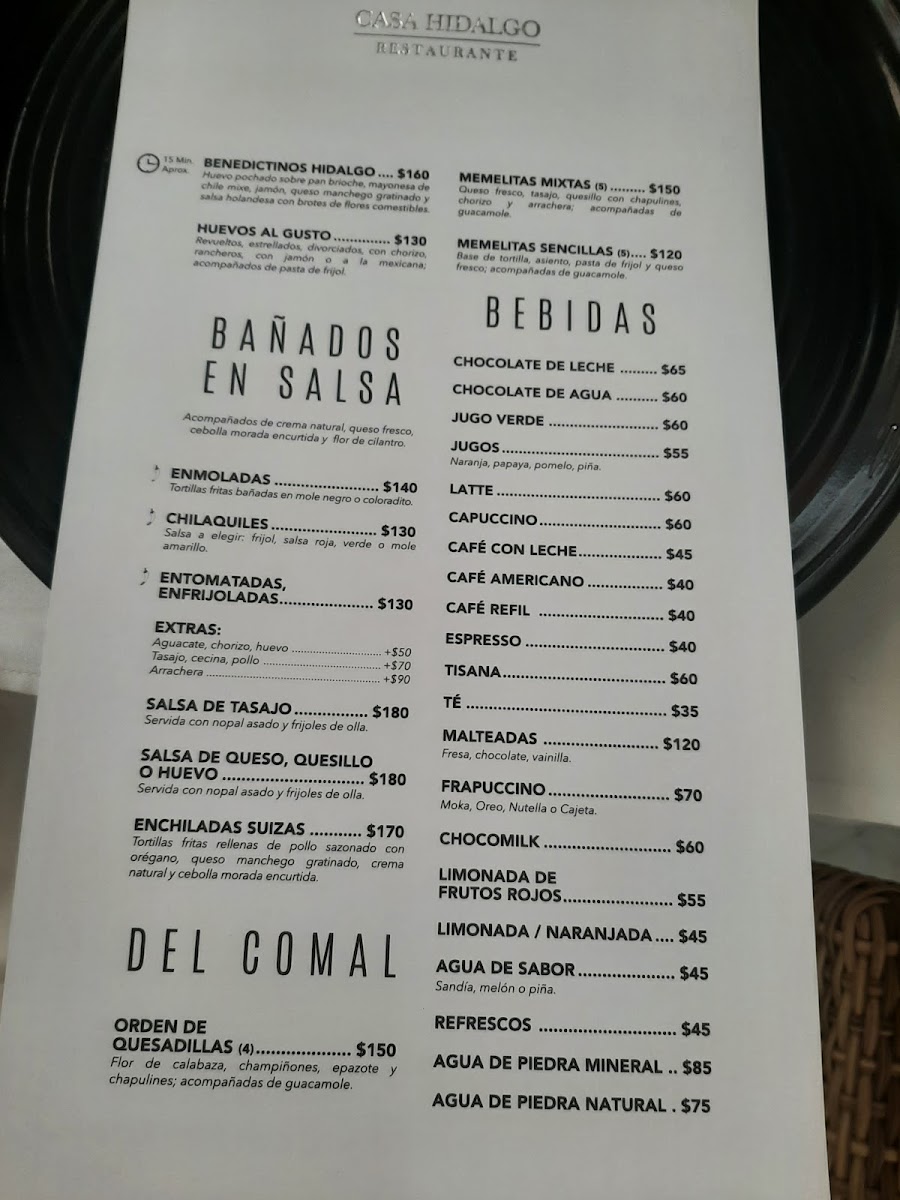 CASA HIDALGO
RESTAURANTE
15 Min.
Aprox.
BENEDICTINOS HIDALGO .... $160
Huevo pochado sobre pan brioche, mayonesa de
chile mixe, jamón, queso manchego gratinado y
salsa holandesa con brotes de flores comestibles.
HUEVOS AL GUSTO .............. $130
Revueltos, estrellados, divorciados, con chorizo,
rancheros, con jamón o a la mexicana;
acompañados de pasta de frijol.
BAÑADOS
EN SALSA
Acompañados de crema natural, queso fresco,
cebolla morada encurtida y flor de cilantro.
ENMOLADAS ........................ $140
Tortillas fritas bañadas en mole negro o coloradito.
CHILAQUILES ........................ $130
Salsa a elegir: frijol, salsa roja, verde o mole
amarillo.
ENTOMATADAS,
ENFRIJOLADAS..................... $130
EXTRAS:
Aguacate, chorizo, huevo ............................ +$50
Tasajo, cecina, pollo ..................................... +$70
Arrachera ...................................................... +$90
SALSA DE TASAJO ................ $180
Servida con nopal asado y frijoles de olla.
SALSA DE QUESO, QUESILLO
O HUEVO ............................... $180
Servida con nopal asado y frijoles de olla.
ENCHILADAS SUIZAS ........... $170
Tortillas fritas rellenas de pollo sazonado con
orégano, queso manchego gratinado, crema
natural y cebolla morada encurtida.
DEL COMAL
ORDEN DE
QUESADILLAS (4)................... $150
Flor de calabaza, champiñones, epazote y
chapulines; acompañadas de guacamole.
MEMELITAS MIXTAS (5) ......... $150
Queso fresco, tasajo, quesillo con chapulines,
chorizo y arrachera; acompañadas de
guacamole.
MEMELITAS SENCILLAS (5).... $120
Base de tortilla, asiento, pasta de frijol y queso
fresco; acompañadas de guacamole.
BEBIDAS
CHOCOLATE DE LECHE ......... $65
CHOCOLATE DE AGUA .......... $60
JUGO VERDE ........................ $60
JUGOS................................... $55
Naranja, papaya, pomelo, piña.
LATTE .................................... $60
CAPUCCINO........................... $60
CAFÉ CON LECHE.................. $45
CAFÉ AMERICANO ................ $40
CAFÉ REFIL ........................... $40
ESPRESSO ............................. $40
TISANA.................................. $60
TÉ .......................................... $35
MALTEADAS ......................... $120
Fresa, chocolate, vainilla.
FRAPUCCINO......................... $70
Moka, Oreo, Nutella o Cajeta.
CHOCOMILK .......................... $60
LIMONADA DE
FRUTOS ROJOS...................... $55
LIMONADA / NARANJADA .... $45
AGUA DE SABOR.................... $45
Sandía, melón o piña.
REFRESCOS ........................... $45
AGUA DE PIEDRA MINERAL .. $85
AGUA DE PIEDRA NATURAL . $75